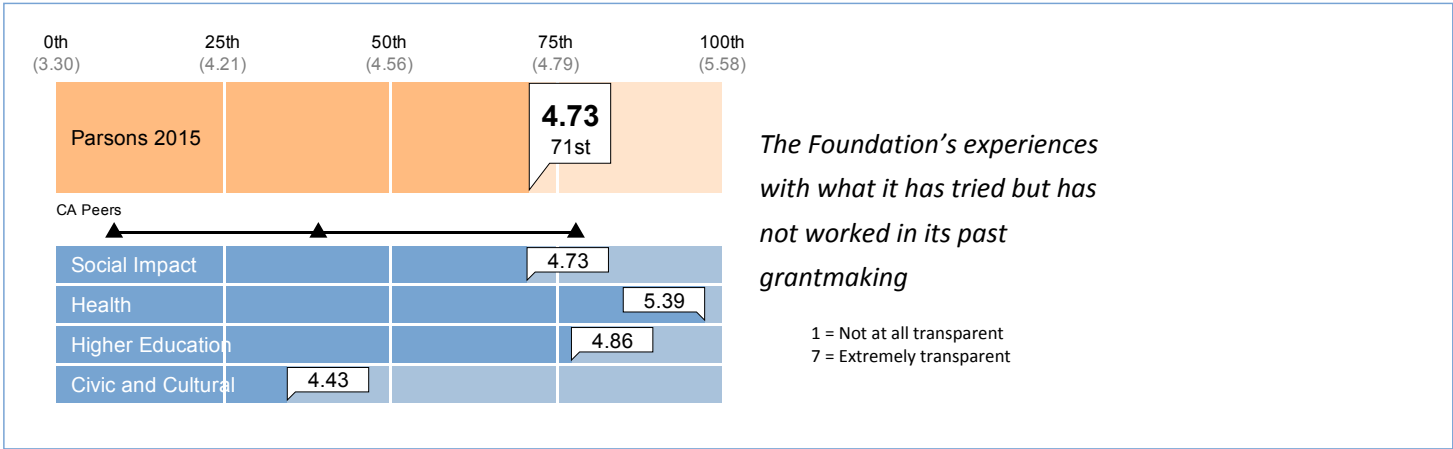 0th 25th 50th 75th 100th
(3.30) (4.21) (4.56) (4.79) (5.58)
Parsons 2015
4.73
71st
CA Peers
Social Impact 4.73
Health 5.39
Higher Education 4.86
Civic and Cultural 4.43
The Foundation’s experiences
with what it has tried but has
not worked in its past
grantmaking
1 = Not at all transparent
7 = Extremely transparent